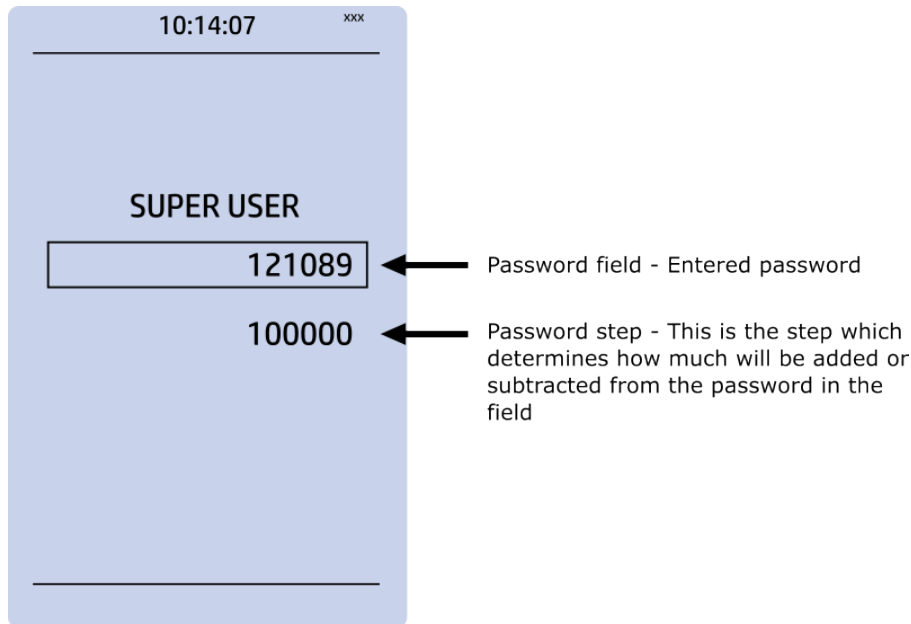 10:14:07 xxx
SUPER USER
121089
Password field - Entered password
100000
Password step - This is the step which
determines how much will be added or
subtracted from the password in the
field